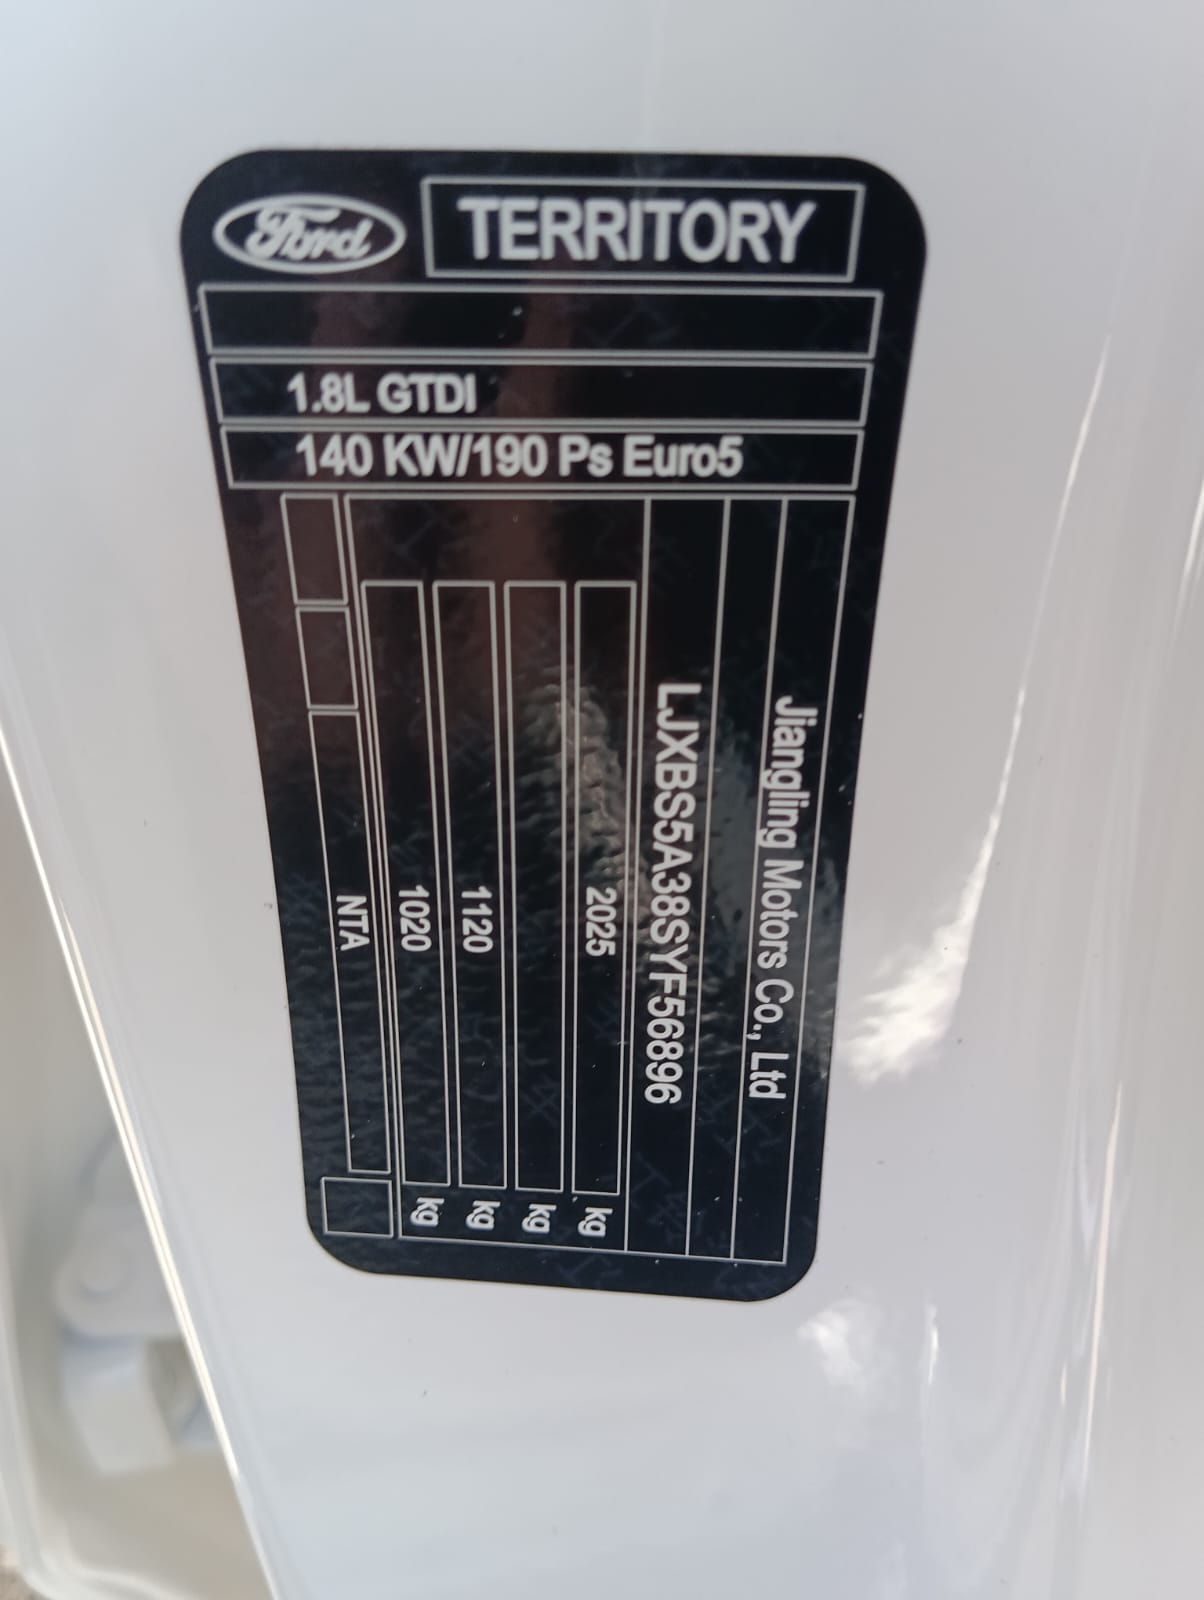 Ford
TERRITORY
1.8L GTDI
140 KW/190 Ps Euro5
Jiangling Motors Co., Ltd
LJXBS5A38SYF56896
2025 kg
kg
1120 kg
1020 kg
NTA